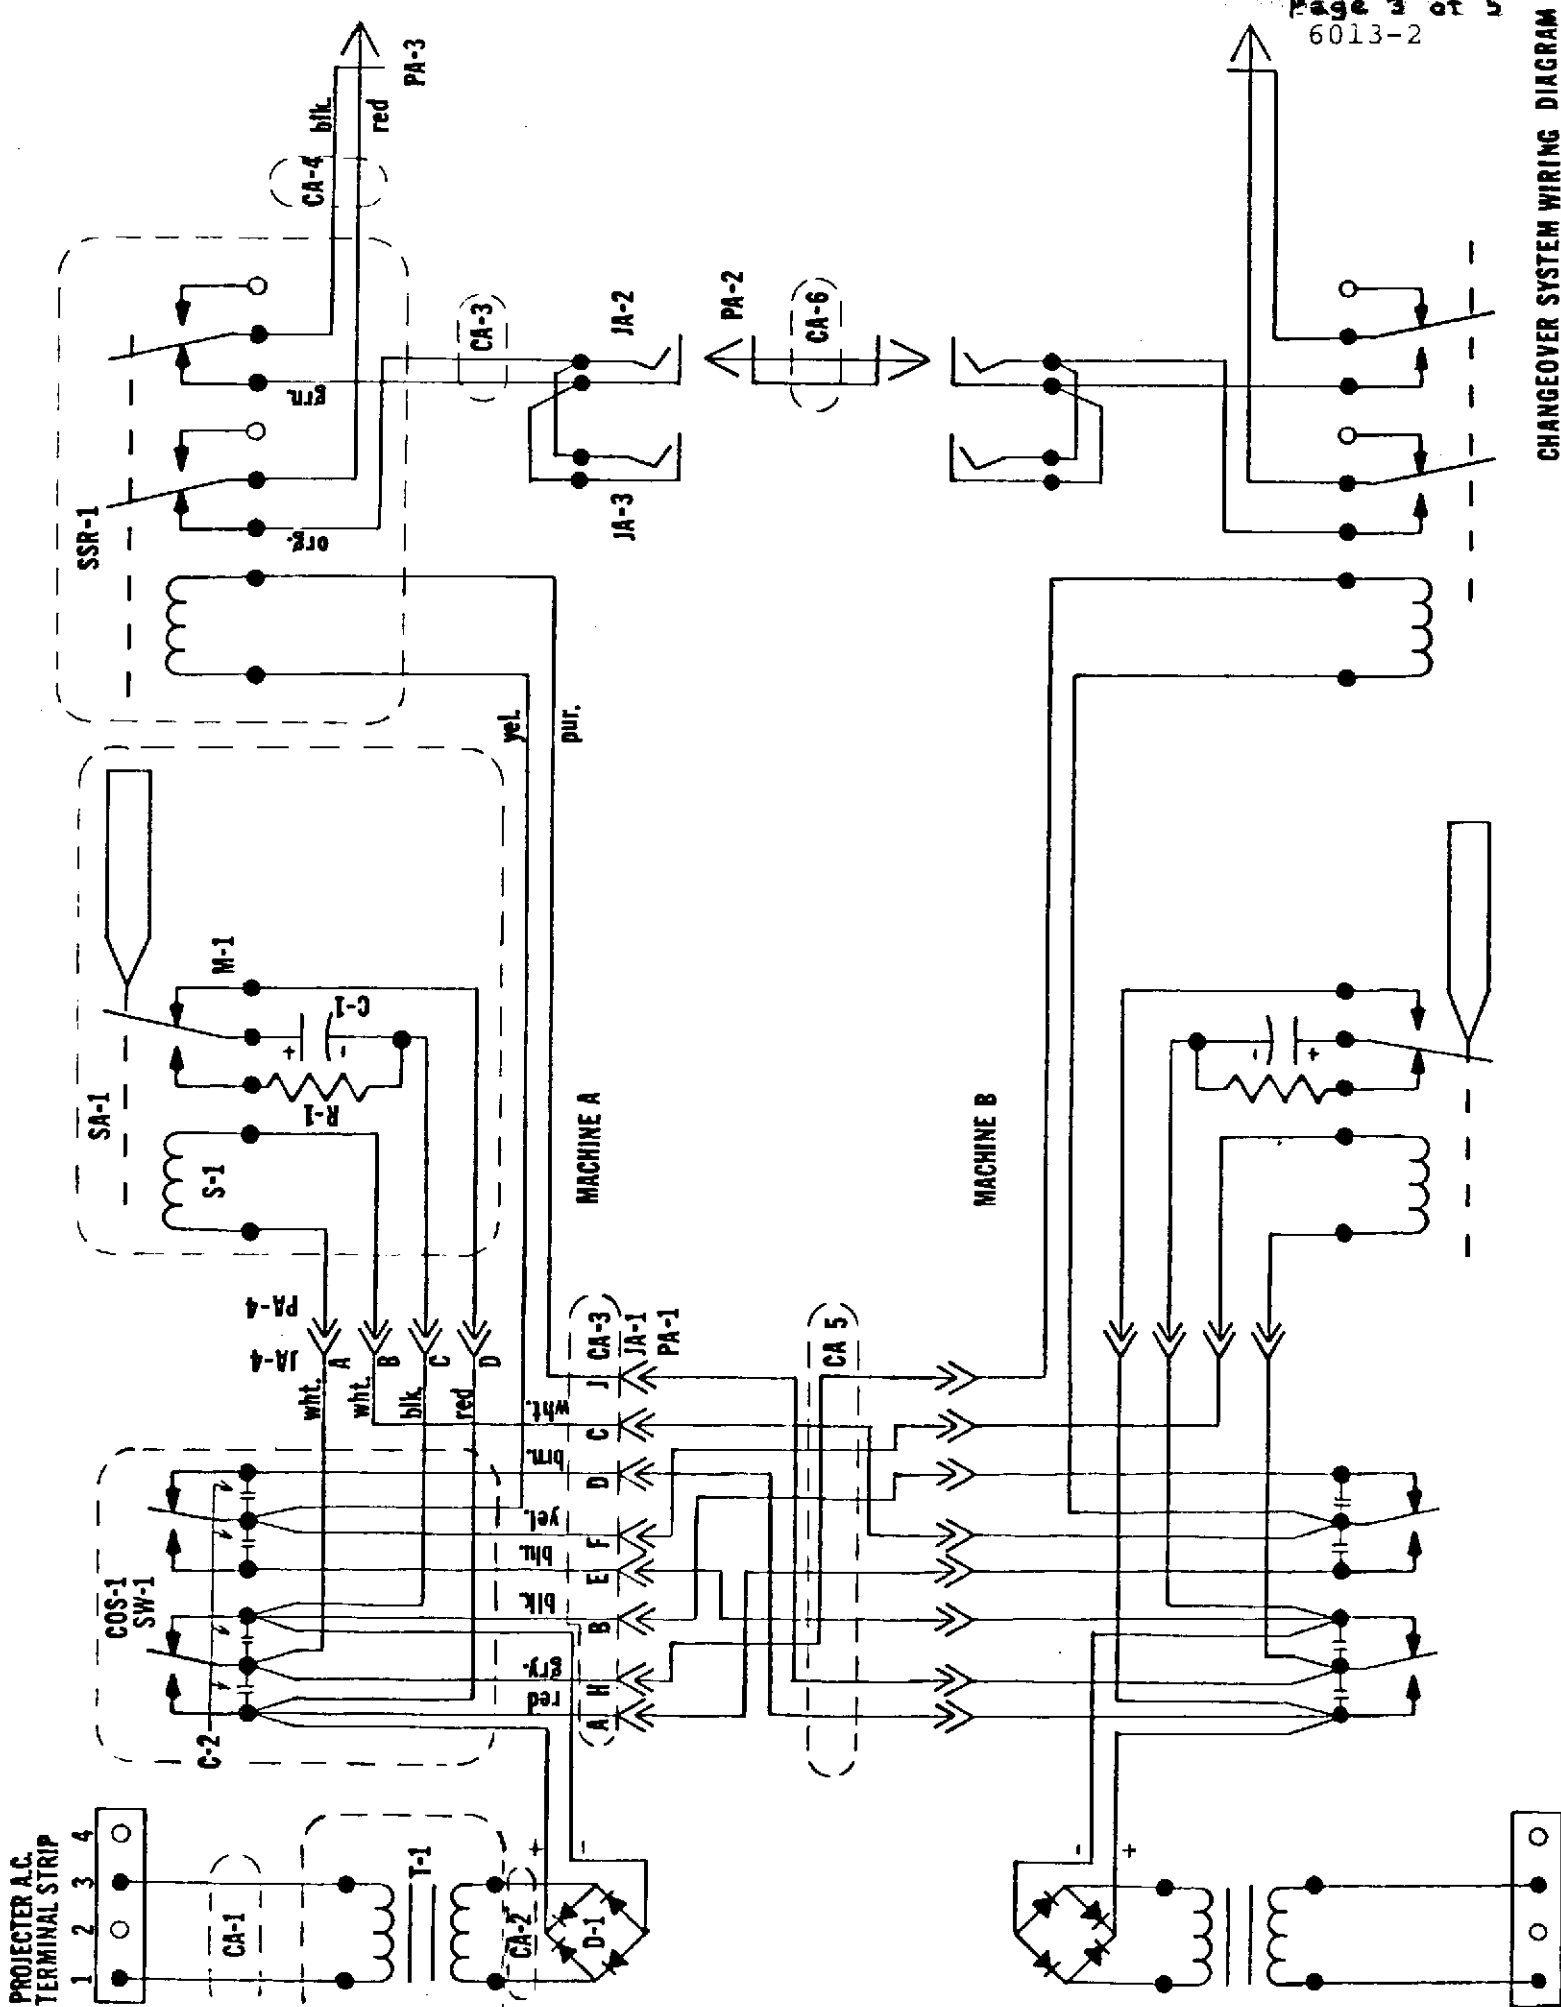 Page 3 of 5
6013-2
CHANGEOVER SYSTEM WIRING DIAGRAM
PA-3
blk.
red
CA-4
SSR-1
grn.
org.
CA-3
JA-2
JA-3
PA-2
CA-6
yel.
pur.
SA-1
M-1
C-1
+
-
R-1
S-1
MACHINE A
MACHINE B
-
+
PA-4
JA-4
A
B
C
D
wht.
wht.
blk.
red
CA-3
JA-1
PA-1
CA 5
J
C
D
F
E
B
H
A
wht.
brn.
yel.
blu.
blk.
gry.
red
COS-1
SW-1
C-2
PROJECTER A.C.
TERMINAL STRIP
1 2 3 4
CA-1
T-1
CA-2
D-1
+
-
-
+